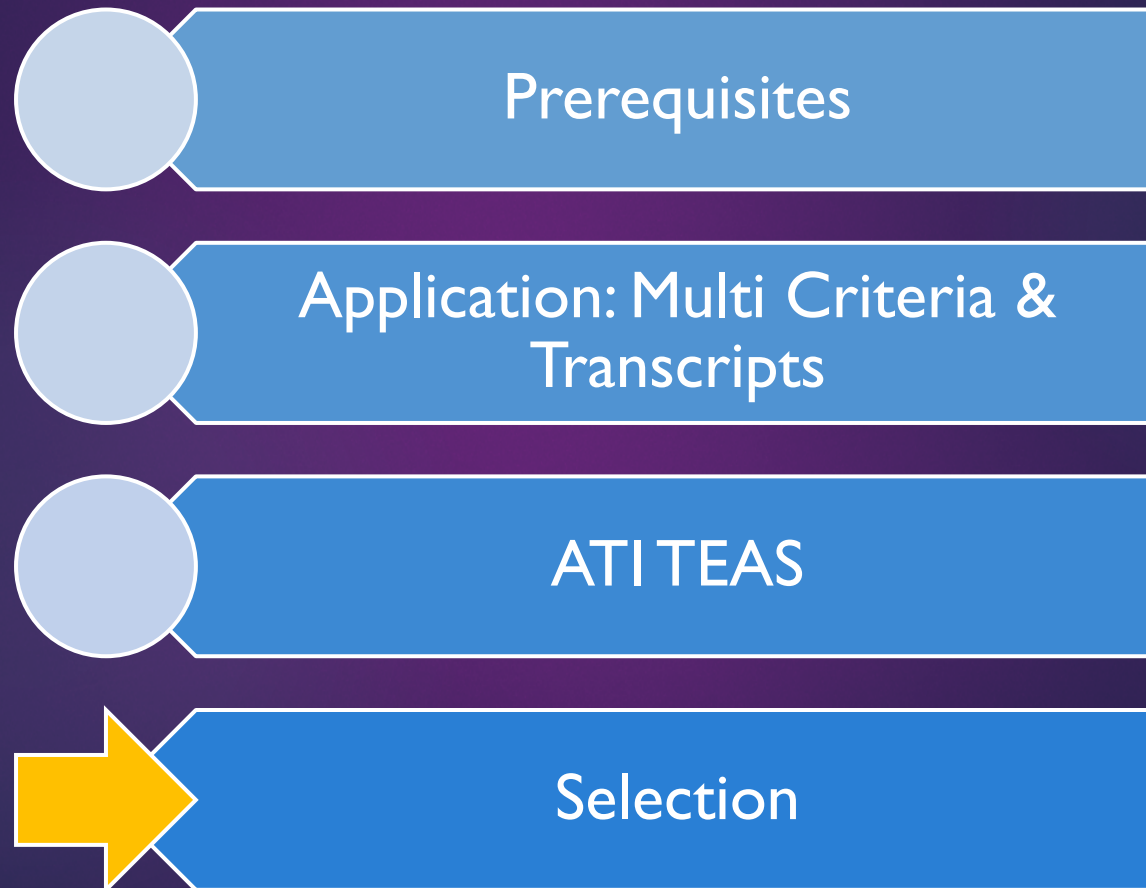 Prerequisites
Application: Multi Criteria &
Transcripts
ATI TEAS
Selection